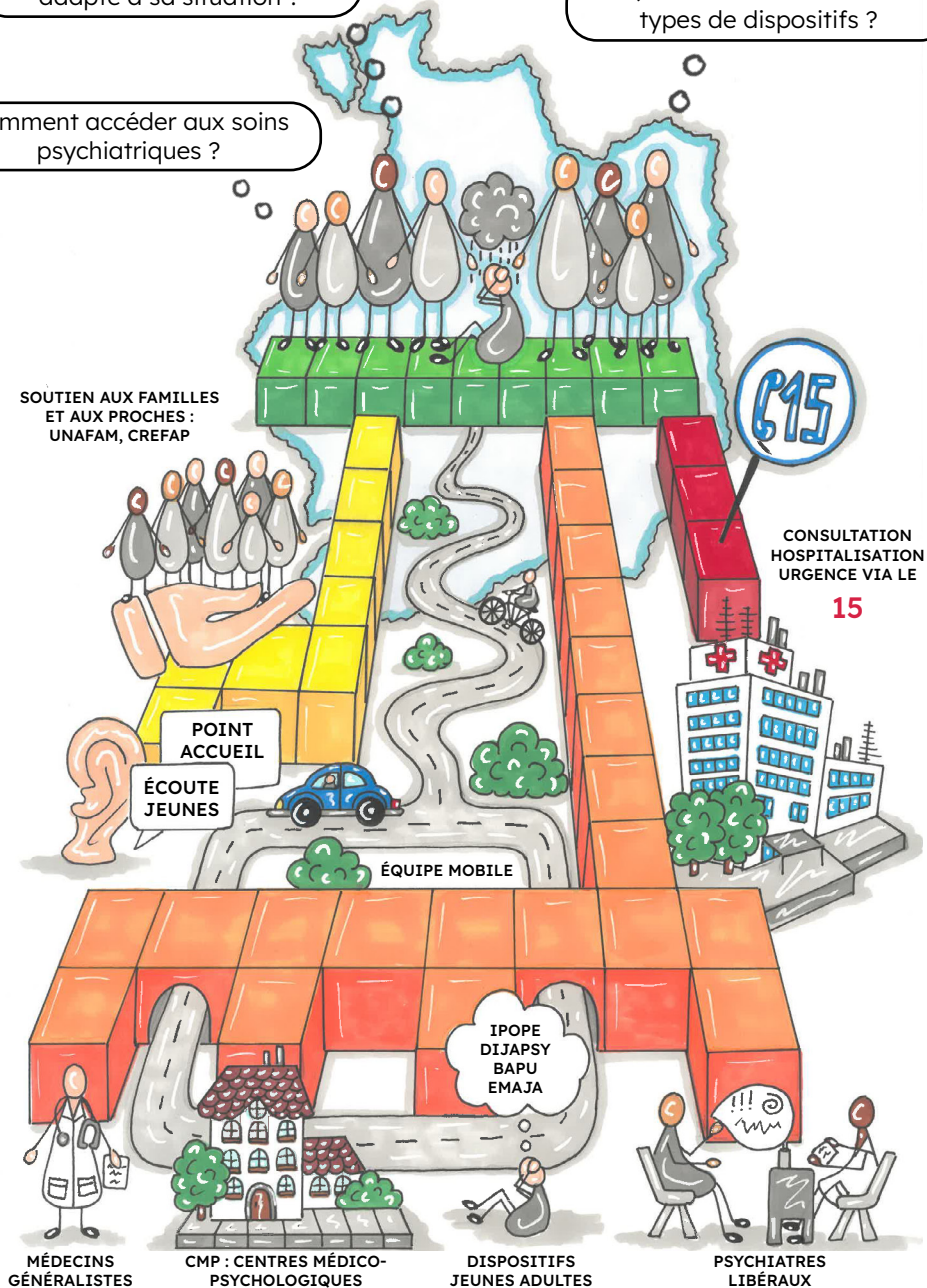 adapté à sa situation ?
types de dispositifs ?
mment accéder aux soins
psychiatriques ?
15
SOUTIEN AUX FAMILLES
ET AUX PROCHES :
UNAFAM, CREFAP
CONSULTATION
HOSPITALISATION
URGENCE VIA LE
15
POINT
ACCUEIL
ÉCOUTE
JEUNES
ÉQUIPE MOBILE
IPOPE
DIJAPSY
BAPU
EMAJA
!!!
MÉDECINS
GÉNÉRALISTES
CMP : CENTRES MÉDICO-
PSYCHOLOGIQUES
DISPOSITIFS
JEUNES ADULTES
PSYCHIATRES
LIBÉRAUX